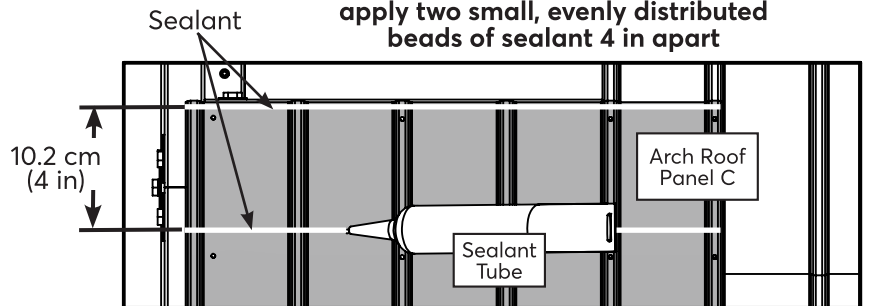 apply two small, evenly distributed
beads of sealant 4 in apart
Sealant
10.2 cm
(4 in)
Arch Roof
Panel C
Sealant
Tube